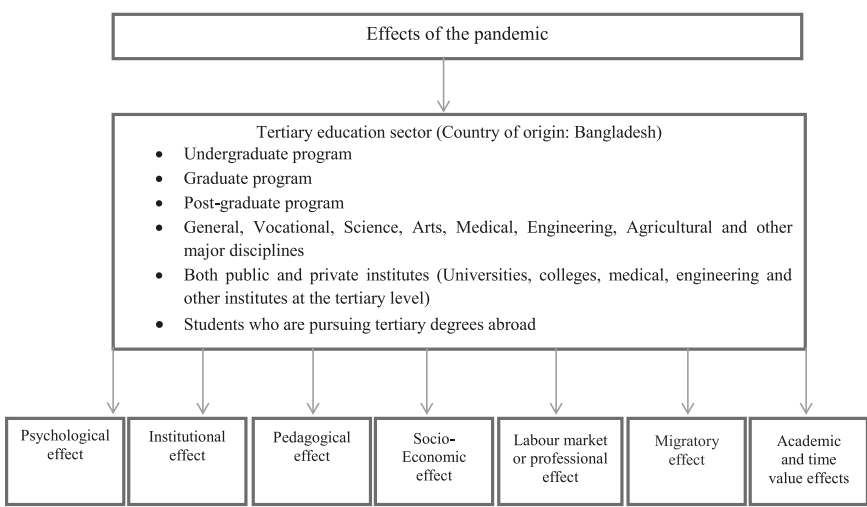 Effects of the pandemic
Tertiary education sector (Country of origin: Bangladesh)
• Undergraduate program
• Graduate program
• Post-graduate program
• General, Vocational, Science, Arts, Medical, Engineering, Agricultural and other
major disciplines
• Both public and private institutes (Universities, colleges, medical, engineering and
other institutes at the tertiary level)
• Students who are pursuing tertiary degrees abroad
Psychological
effect
Institutional
effect
Pedagogical
effect
Socio-
Economic
effect
Labour market
or professional
effect
Migratory
effect
Academic
and time
value effects